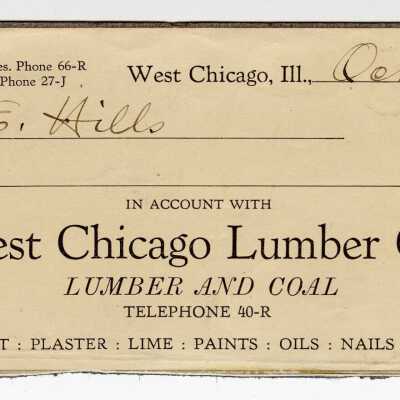 es. Phone 66-R
Phone 27-J
West Chicago, Ill., Oc
Hills
IN ACCOUNT WITH
est Chicago Lumber C
LUMBER AND COAL
TELEPHONE 40-R
T : PLASTER : LIME : PAINTS : OILS : NAILS